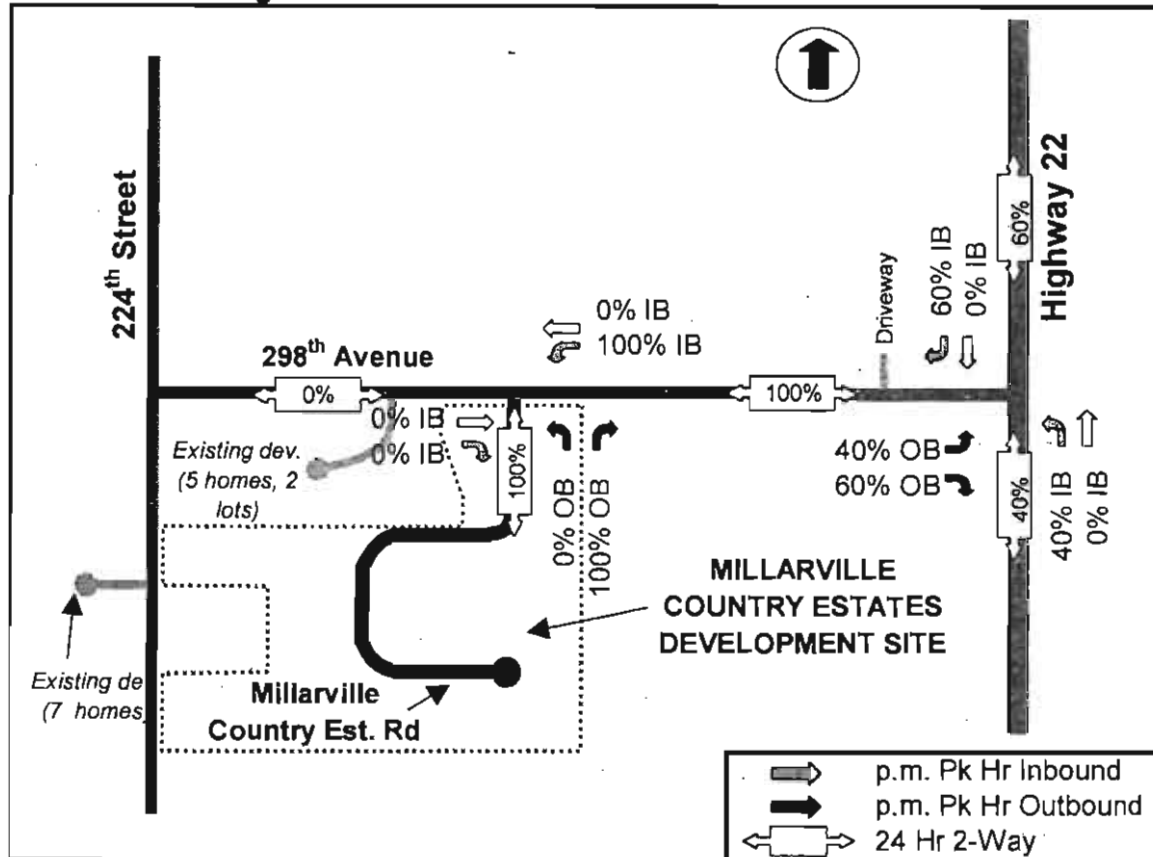 224th Street
298th Avenue
0%
0% IB
0% IB
0% IB
100% IB
100%
Driveway
60% IB
0% IB
60%
Highway 22
Existing dev.
(5 homes, 2
lots)
100%
0% OB
100% OB
40% OB
60% OB
40%
40% IB
0% IB
MILLARVILLE
COUNTRY ESTATES
DEVELOPMENT SITE
Existing de
(7 homes
Millarville
Country Est. Rd
p.m. Pk Hr Inbound
p.m. Pk Hr Outbound
24 Hr 2-Way